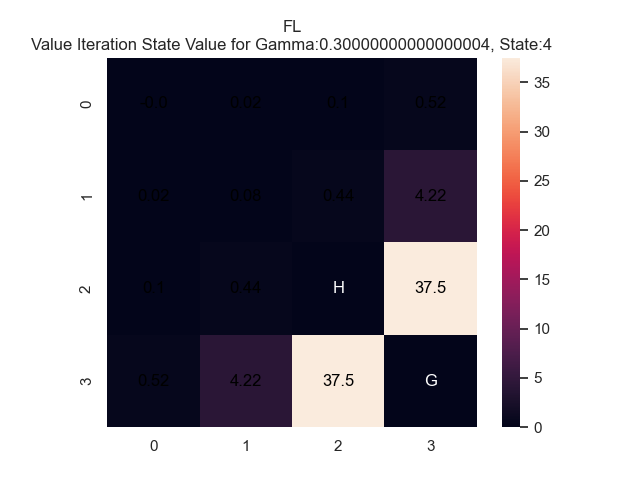 FL
Value Iteration State Value for Gamma:0.30000000000000004, State:4
0 -0.0 0.02 0.1 0.52
1 0.02 0.08 0.44 4.22
2 0.1 0.44 H 37.5
3 0.52 4.22 37.5 G
0 1 2 3
35
30
25
20
15
10
5
0